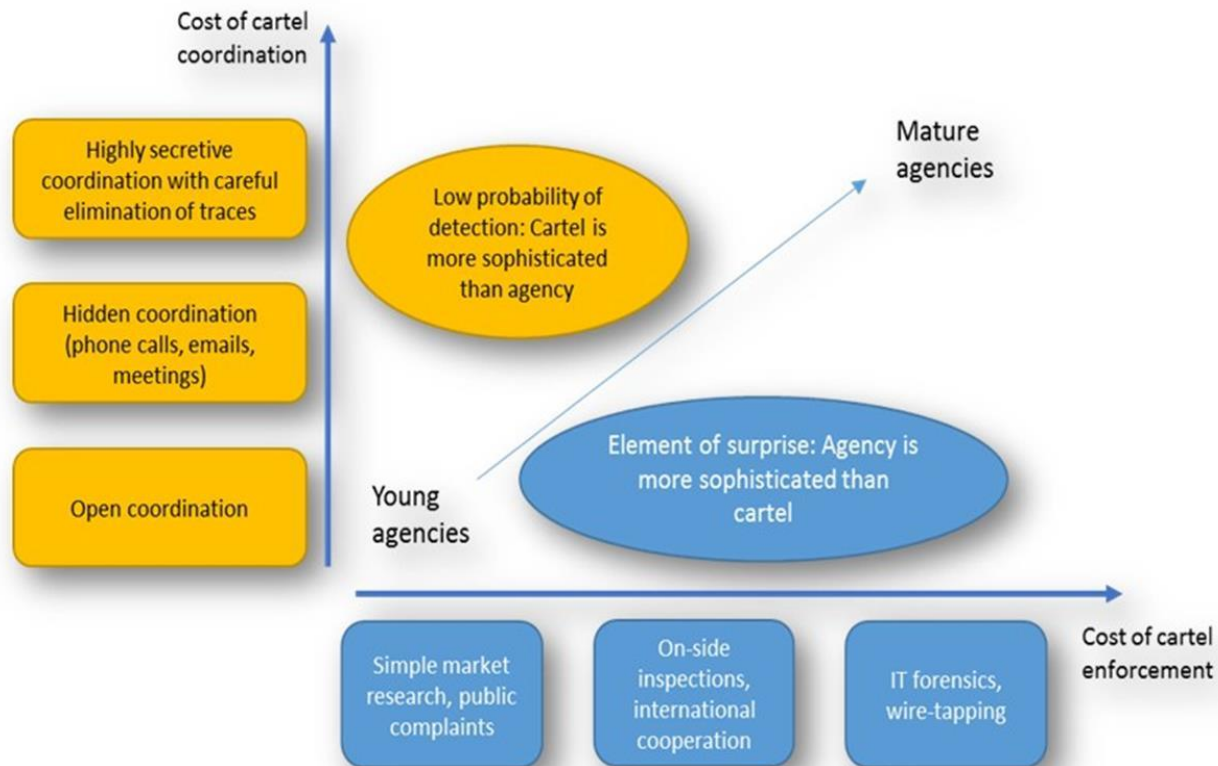 Cost of cartel
coordination
Highly secretive
coordination with careful
elimination of traces
Low probability of
detection: Cartel is
more sophisticated
than agency
Mature
agencies
Hidden coordination
(phone calls, emails,
meetings)
Element of surprise: Agency is
more sophisticated than
cartel
Open coordination
Young
agencies
Simple market
research, public
complaints
On-side
inspections,
international
cooperation
IT forensics,
wire-tapping
Cost of cartel
enforcement